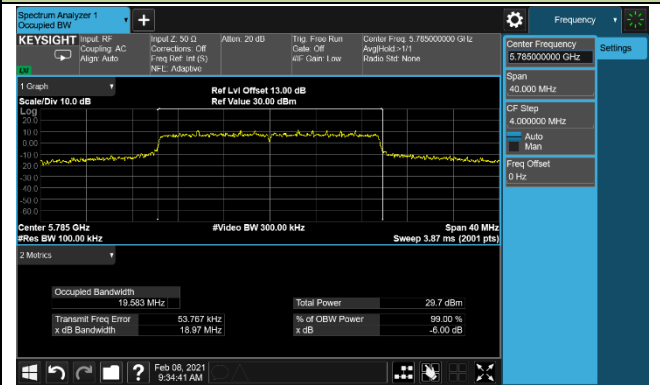 Spectrum Analyzer 1
Occupied BW
Frequency
KEYSIGHT
Input: RF
Coupling: AC
Align: Auto
Input Z: 50 Ω
Corrections: Off
Freq Ref: Int (S)
NFE: Adaptive
Atten: 20 dB
Trig: Free Run
Gate: Off
#IF Gain: Low
Center Freq: 5.785000000 GHz
Avg|Hold:>1/1
Radio Std: None
LXI
1 Graph
Scale/Div 10.0 dB
Ref Lvl Offset 13.00 dB
Ref Value 30.00 dBm
Log
20.0
10.0
0.00
-10.0
-20.0
-30.0
-40.0
-50.0
-60.0
Center 5.785 GHz
#Video BW 300.00 kHz
Span 40 MHz
#Res BW 100.00 kHz
Sweep 3.87 ms (2001 pts)
2 Metrics
Occupied Bandwidth
19.583 MHz
Total Power
29.7 dBm
Transmit Freq Error
53.767 kHz
% of OBW Power
99.00 %
x dB Bandwidth
18.97 MHz
x dB
-6.00 dB
Feb 08, 2021
9:34:41 AM
Center Frequency
5.785000000 GHz
Settings
Span
40.000 MHz
CF Step
4.000000 MHz
Auto
Man
Freq Offset
0 Hz